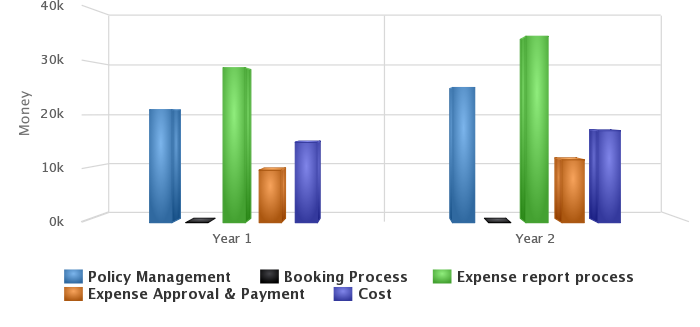 40k
30k
20k
10k
0k
Money
Year 1
Year 2
Policy Management
Booking Process
Expense report process
Expense Approval & Payment
Cost